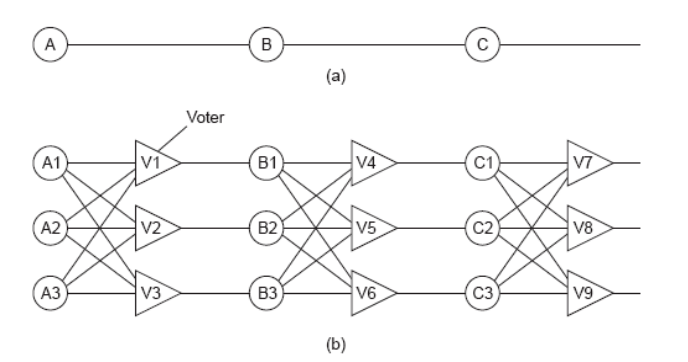 A B C
(a)
Voter
A1 V1 B1 V4 C1 V7
A2 V2 B2 V5 C2 V8
A3 V3 B3 V6 C3 V9
(b)